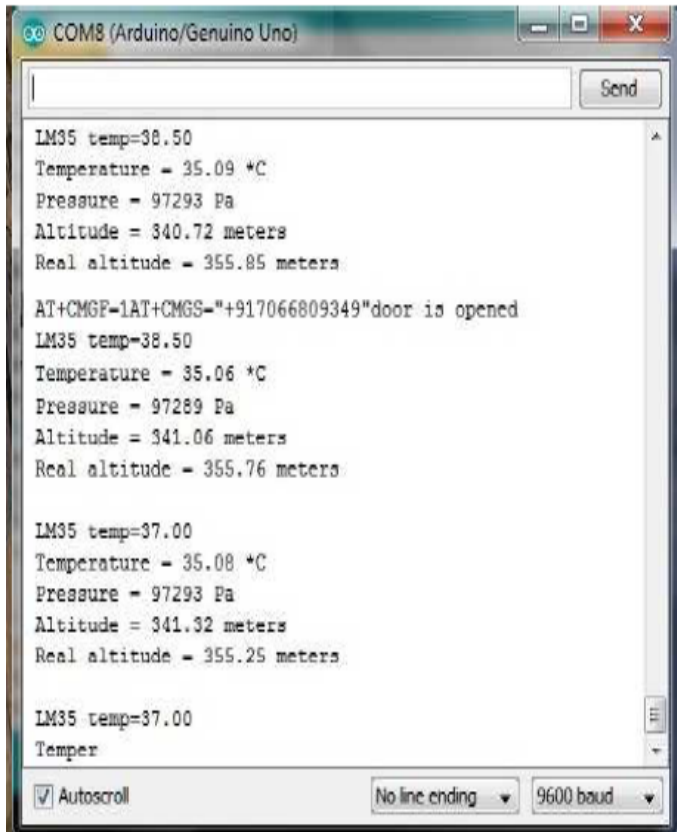 COM8 (Arduino/Genuino Uno)
Send
LM35 temp=38.50
Temperature = 35.09 *C
Pressure = 97293 Pa
Altitude = 340.72 meters
Real altitude = 355.85 meters
AT+CMGF=1AT+CMGS="+917066809349"door is opened
LM35 temp=38.50
Temperature = 35.06 *C
Pressure = 97289 Pa
Altitude = 341.06 meters
Real altitude = 355.76 meters
LM35 temp=37.00
Temperature = 35.08 *C
Pressure = 97293 Pa
Altitude = 341.32 meters
Real altitude = 355.25 meters
LM35 temp=37.00
Temper
Autoscroll
No line ending
9600 baud